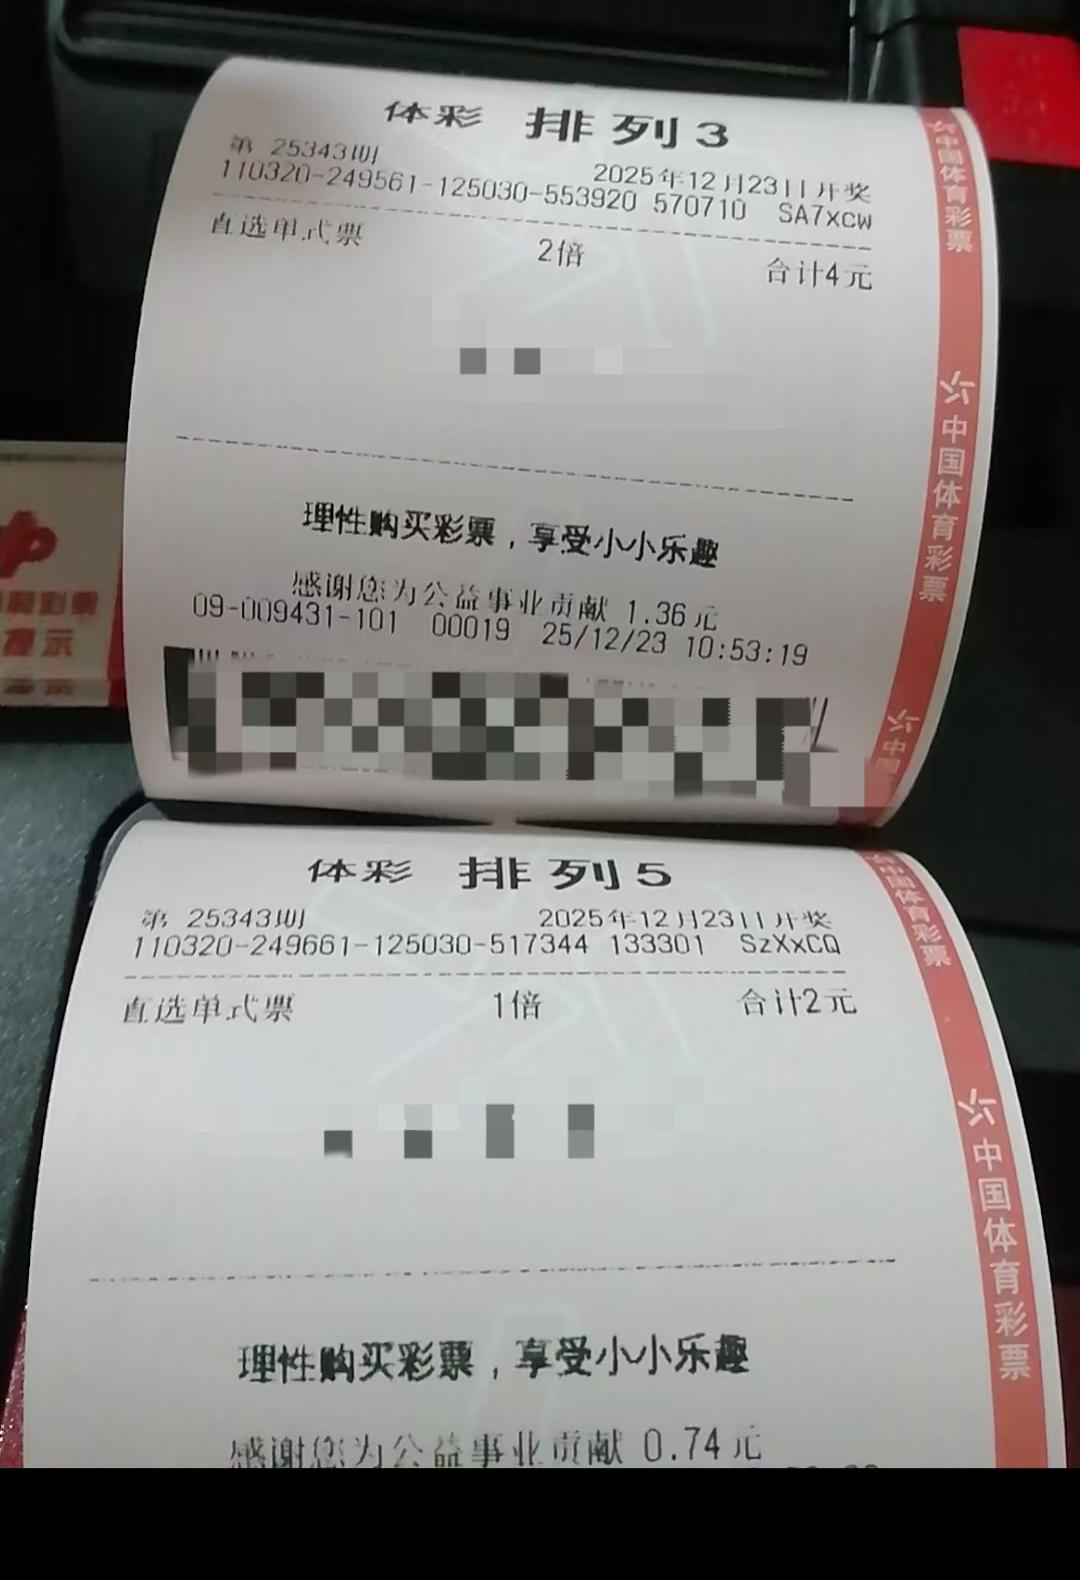 体彩 排列3
第 25343期
2025年12月23日开奖
110320-249561-125030-553920 570710 SA7XCW
直选单式票 2倍 合计4元
理性购买彩票，享受小小乐趣
感谢您为公益事业贡献 1.36元
09-009431-101 00019 25/12/23 10:53:19
中国体育彩票
中国体育彩票
中国
体彩 排列5
第 25343期 2025年12月23日开奖
110320-249661-125030-517344 133301 SzXxCQ
直选单式票 1倍 合计2元
理性购买彩票，享受小小乐趣
感谢您为公益事业贡献 0.74元
中国体育彩票
中国体育彩票